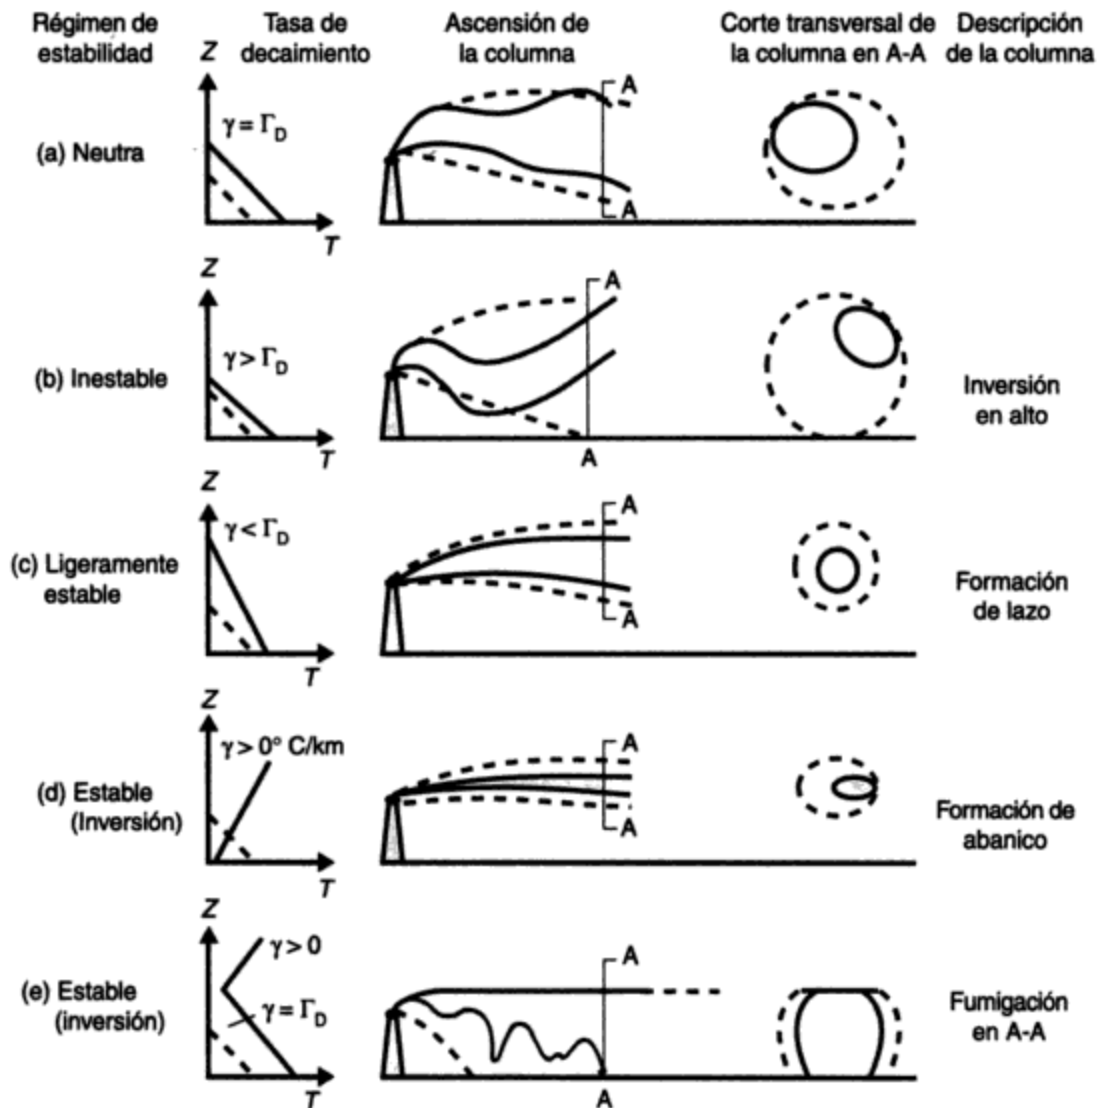 Régimen de
estabilidad
Tasa de
decaimiento
Ascensión de
la columna
Corte transversal de
la columna en A-A
Descripción
de la columna
Z
γ = Γ_D
(a) Neutra
T
A
A
Z
γ > Γ_D
(b) Inestable
T
A
A
Inversión
en alto
Z
γ < Γ_D
(c) Ligeramente
estable
T
A
A
Formación
de lazo
Z
γ > 0° C/km
(d) Estable
(Inversión)
T
A
A
Formación de
abanico
Z
γ > 0
γ = Γ_D
(e) Estable
(inversión)
T
A
A
Fumigación
en A-A